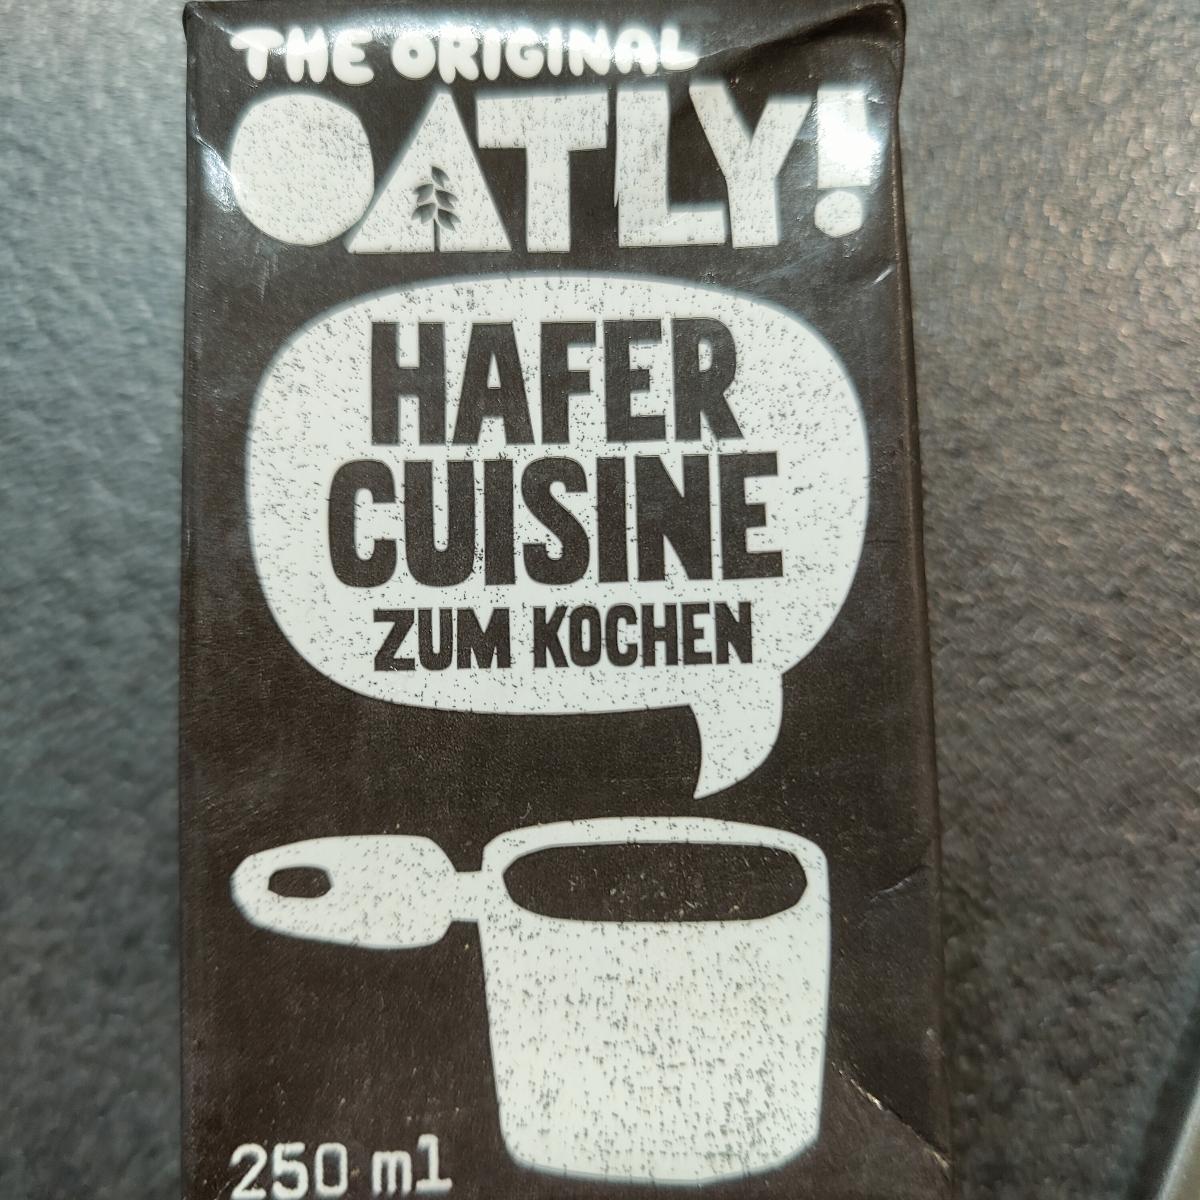 THE ORIGINAL
OATLY!
HAFER
CUISINE
ZUM KOCHEN
250 ml